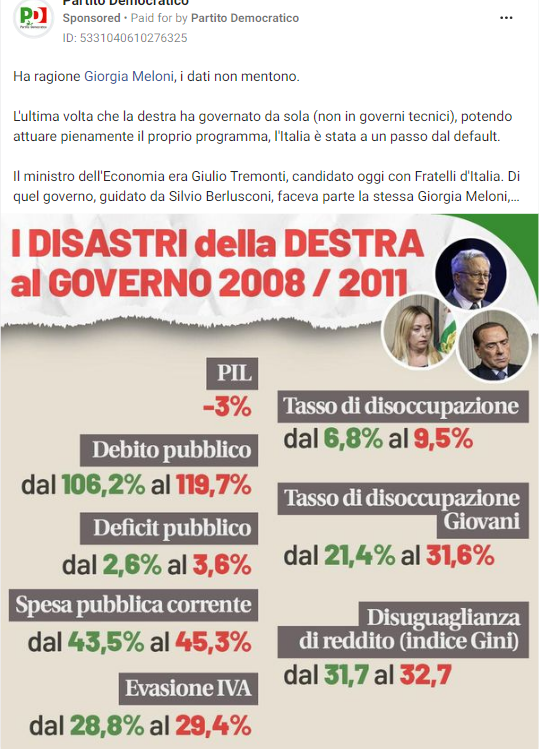 Partito Democratico
Sponsored • Paid for by Partito Democratico
ID: 5331040610276325
PD
Partito Democratico
Ha ragione Giorgia Meloni, i dati non mentono.
L'ultima volta che la destra ha governato da sola (non in governi tecnici), potendo
attuare pienamente il proprio programma, l'Italia è stata a un passo dal default.
Il ministro dell'Economia era Giulio Tremonti, candidato oggi con Fratelli d'Italia. Di
quel governo, guidato da Silvio Berlusconi, faceva parte la stessa Giorgia Meloni,...
I DISASTRI della DESTRA
al GOVERNO 2008 / 2011
PIL
-3%
Debito pubblico
dal 106,2% al 119,7%
Deficit pubblico
dal 2,6% al 3,6%
Spesa pubblica corrente
dal 43,5% al 45,3%
Evasione IVA
dal 28,8% al 29,4%
Tasso di disoccupazione
dal 6,8% al 9,5%
Tasso di disoccupazione
Giovani
dal 21,4% al 31,6%
Disuguaglianza
di reddito (indice Gini)
dal 31,7 al 32,7